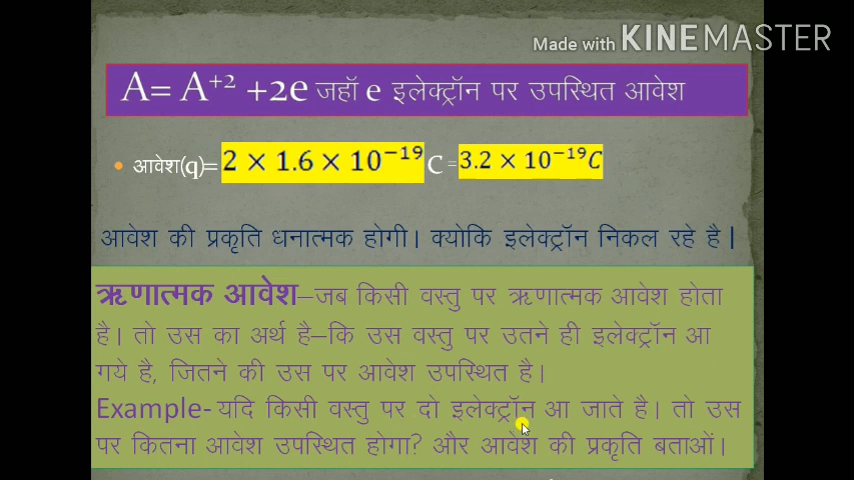 Made with KINEMASTER
A= A+2 +2e जहाॅ e इलेक्ट्राॅन पर उपस्थित आवेश
• आवेश(q)= 2 × 1.6 × 10−19 C = 3.2 × 10−19C
आवेश की प्रकृति धनात्मक होगी। क्योकि इलेक्ट्राॅन निकल रहे है |
ऋणात्मक आवेश–जब किसी वस्तु पर ऋणात्मक आवेश होता
है। तो उस का अर्थ है–कि उस वस्तु पर उतने ही इलेक्ट्राॅन आ
गये है, जितने की उस पर आवेश उपस्थित है।
Example- यदि किसी वस्तु पर दो इलेक्ट्राॅन आ जाते है। तो उस
पर कितना आवेश उपस्थित होगा? और आवेश की प्रकृति बताओं।